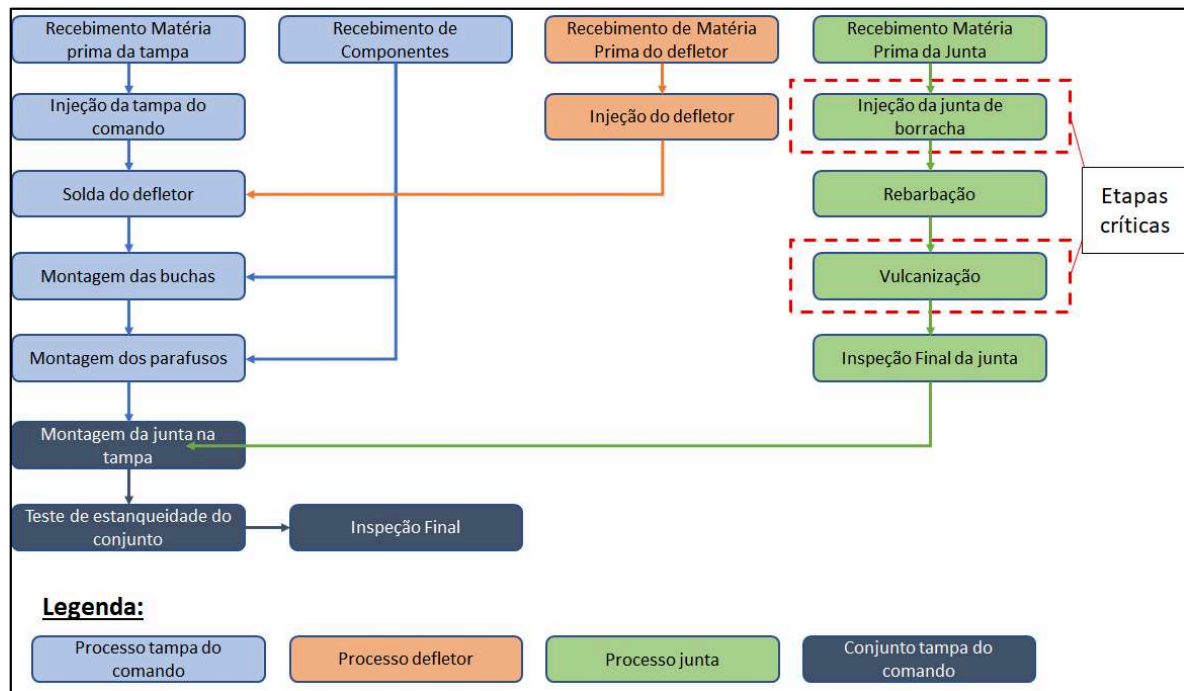 Recebimento Matéria
prima da tampa
Recebimento de
Componentes
Recebimento de Matéria
Prima do defletor
Recebimento Matéria
Prima da Junta
Injeção da tampa do
comando
Injeção do defletor
Injeção da junta de
borracha
Solda do defletor
Rebarbação
Etapas
críticas
Montagem das buchas
Vulcanização
Montagem dos parafusos
Inspeção Final da junta
Montagem da junta na
tampa
Teste de estanqueidade do
conjunto
Inspeção Final
Legenda:
Processo tampa do
comando
Processo defletor
Processo junta
Conjunto tampa do
comando